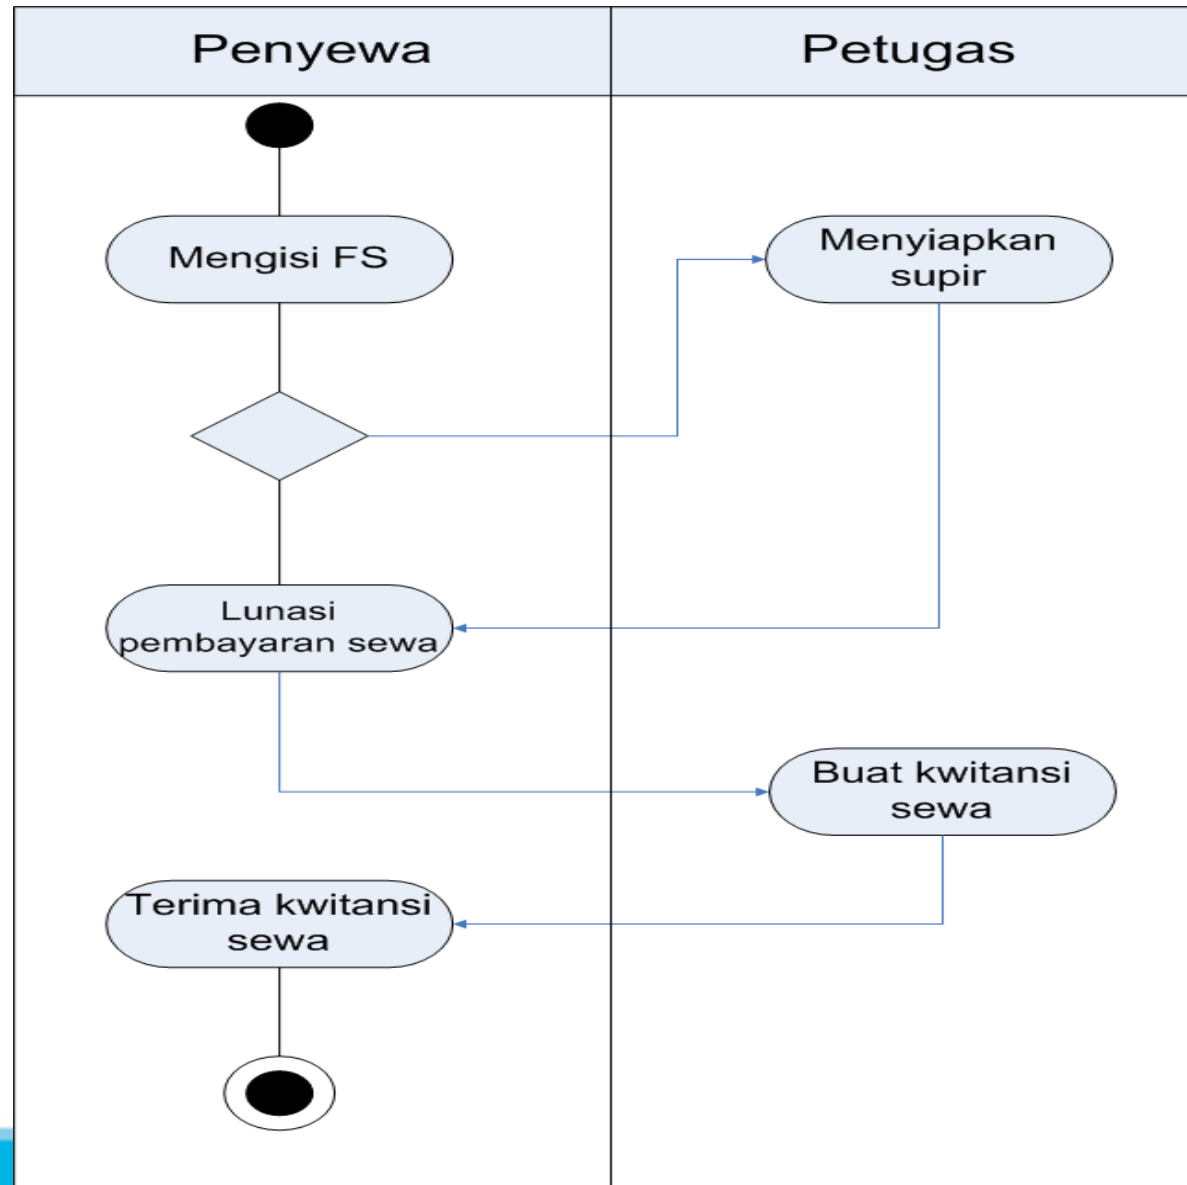 Penyewa
Petugas
Mengisi FS
Menyiapkan
supir
Lunasi
pembayaran sewa
Buat kwitansi
sewa
Terima kwitansi
sewa